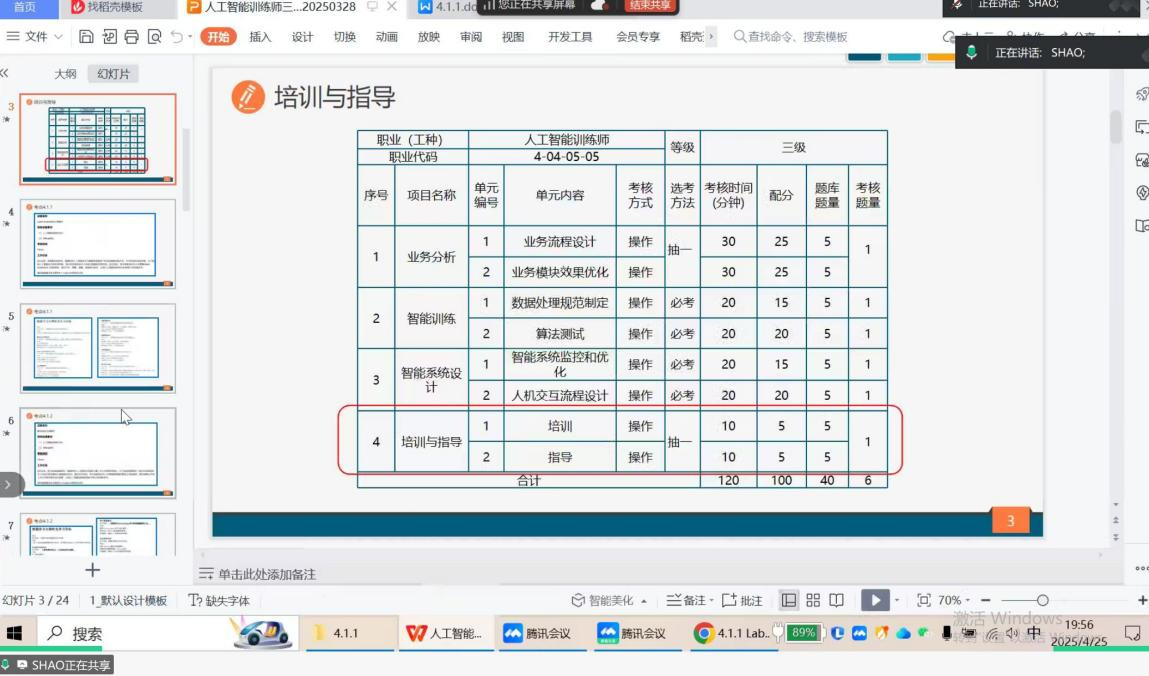 首页
找稻壳模板
人工智能训练师三...20250328
4.1.1.do
您正在共享屏幕
结束共享
正在讲话: SHAO;
文件
开始
插入
设计
切换
动画
放映
审阅
视图
开发工具
会员专享
稻壳
查找命令、搜索模板
正在讲话: SHAO;
大纲
幻灯片
培训与指导
职业（工种）
人工智能训练师
等级
三级
职业代码
4-04-05-05
序号 项目名称 单元编号 单元内容 考核方式 选考方法 考核时间(分钟) 配分 题库题量 考核题量
1 业务分析 1 业务流程设计 操作 抽一 30 25 5 1
2 业务模块效果优化 操作 30 25 5
2 智能训练 1 数据处理规范制定 操作 必考 20 15 5 1
2 算法测试 操作 必考 20 20 5 1
3 智能系统设计 1 智能系统监控和优化 操作 必考 20 15 5 1
2 人机交互流程设计 操作 必考 20 20 5 1
4 培训与指导 1 培训 操作 抽一 10 5 5 1
2 指导 操作 10 5 5
合计 120 100 40 6
3
3
4
5
6
7
单击此处添加备注
幻灯片 3 / 24
1_默认设计模板
缺失字体
智能美化
备注
批注
70%
激活 Windows
搜索
4.1.1
人工智能...
腾讯会议
腾讯会议
4.1.1 Lab..
89%
中
19:56
2025/4/25
SHAO正在共享